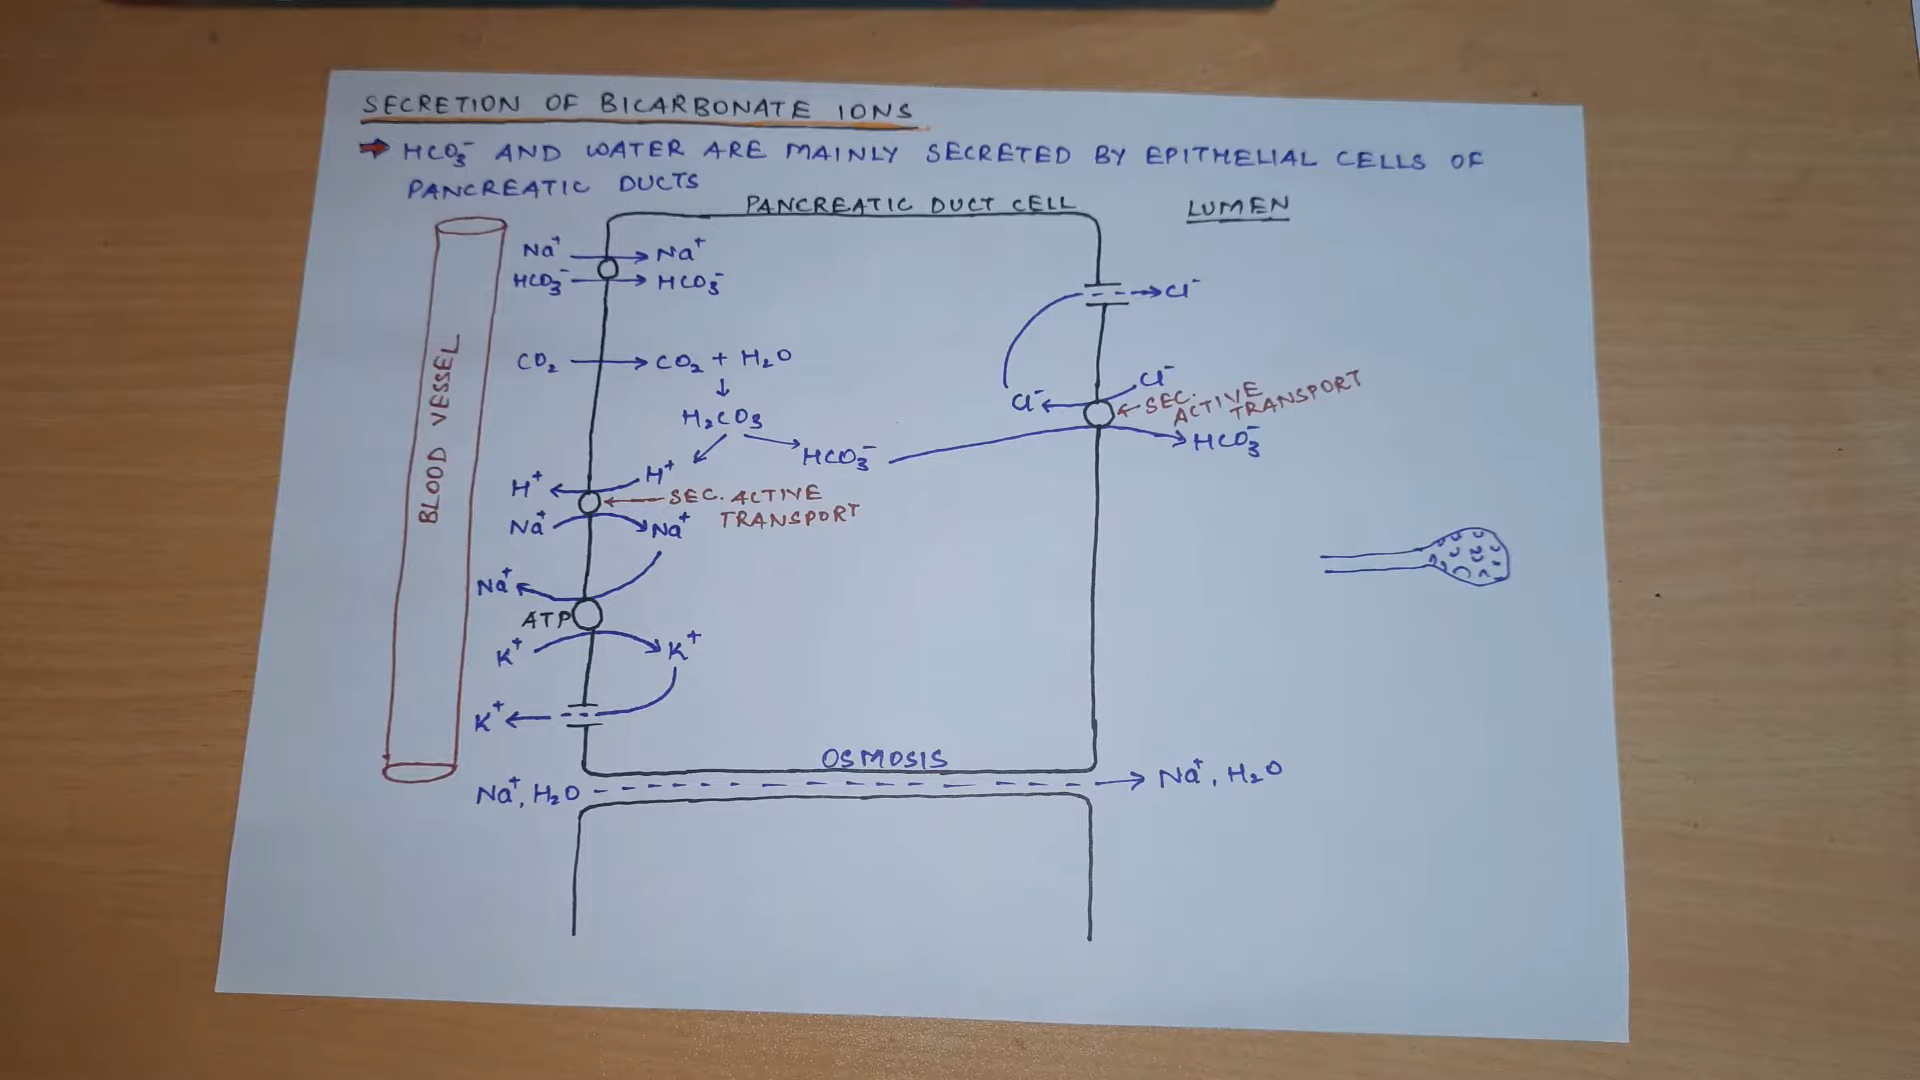 SECRETION OF BICARBONATE IONS
HCO₃⁻ AND WATER ARE MAINLY SECRETED BY EPITHELIAL CELLS OF
PANCREATIC DUCTS
PANCREATIC DUCT CELL
LUMEN
BLOOD VESSEL
Na⁺ Na⁺
HCO₃⁻ HCO₃⁻
Cl⁻
CO₂ CO₂ + H₂O
H₂CO₃
HCO₃⁻
Cl⁻ Cl⁻
SEC. ACTIVE TRANSPORT
HCO₃⁻
H⁺ H⁺
SEC. ACTIVE
TRANSPORT
Na⁺ Na⁺
Na⁺
ATP
K⁺ K⁺
K⁺
OSMOSIS
Na⁺, H₂O Na⁺, H₂O